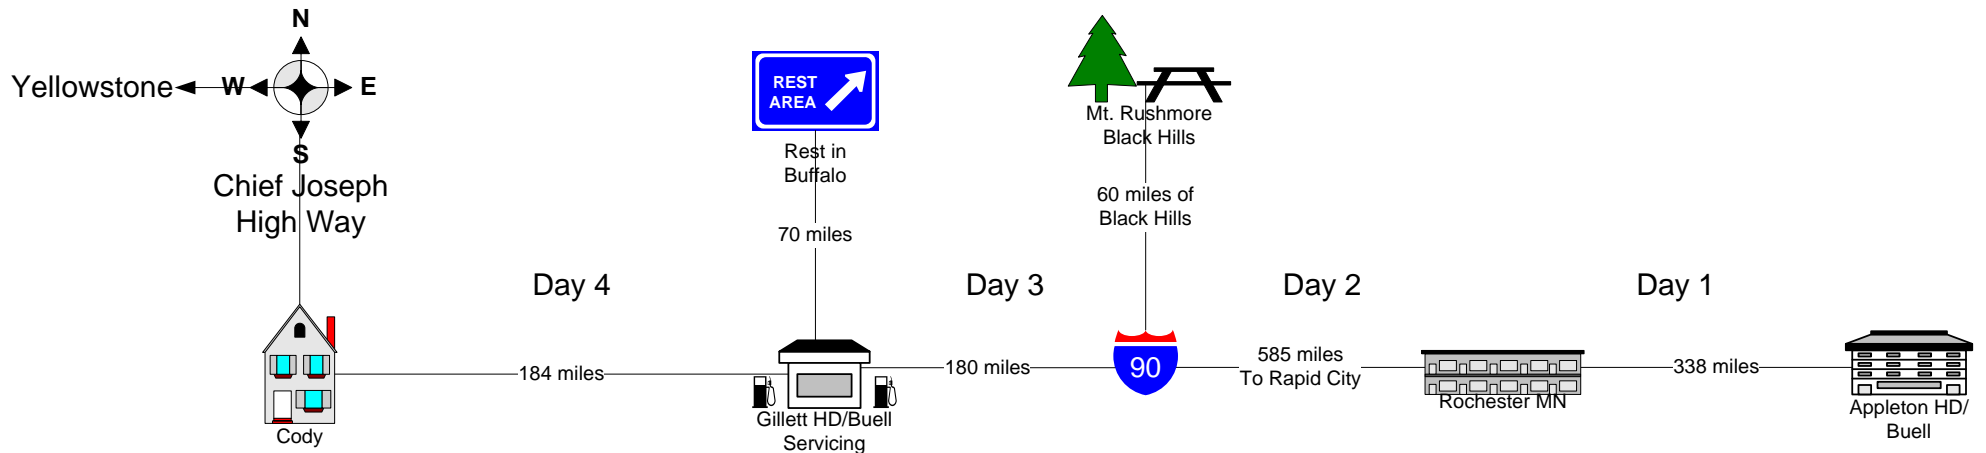 N
Yellowstone
W
E
S
Chief Joseph
High Way
REST
AREA
Rest in
Buffalo
70 miles
Mt. Rushmore
Black Hills
60 miles of
Black Hills
Day 4
Day 3
Day 2
Day 1
184 miles
180 miles
90
585 miles
To Rapid City
338 miles
Cody
Gillett HD/Buell
Servicing
Rochester MN
Appleton HD/
Buell